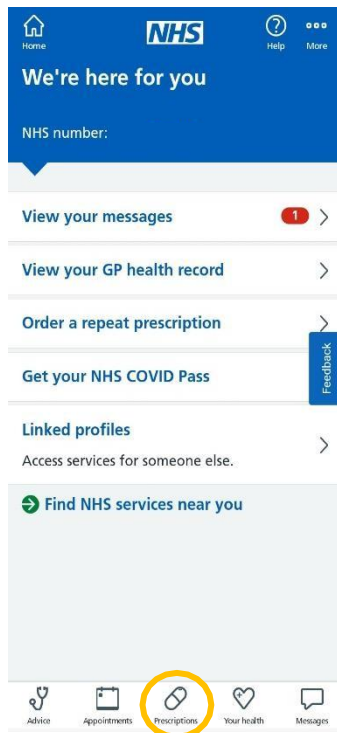 NHS
Home
Help
More
We're here for you
NHS number:
View your messages
1
View your GP health record
Order a repeat prescription
Feedback
Get your NHS COVID Pass
Linked profiles
Access services for someone else.
Find NHS services near you
Advice
Appointments
Prescriptions
Your health
Messages